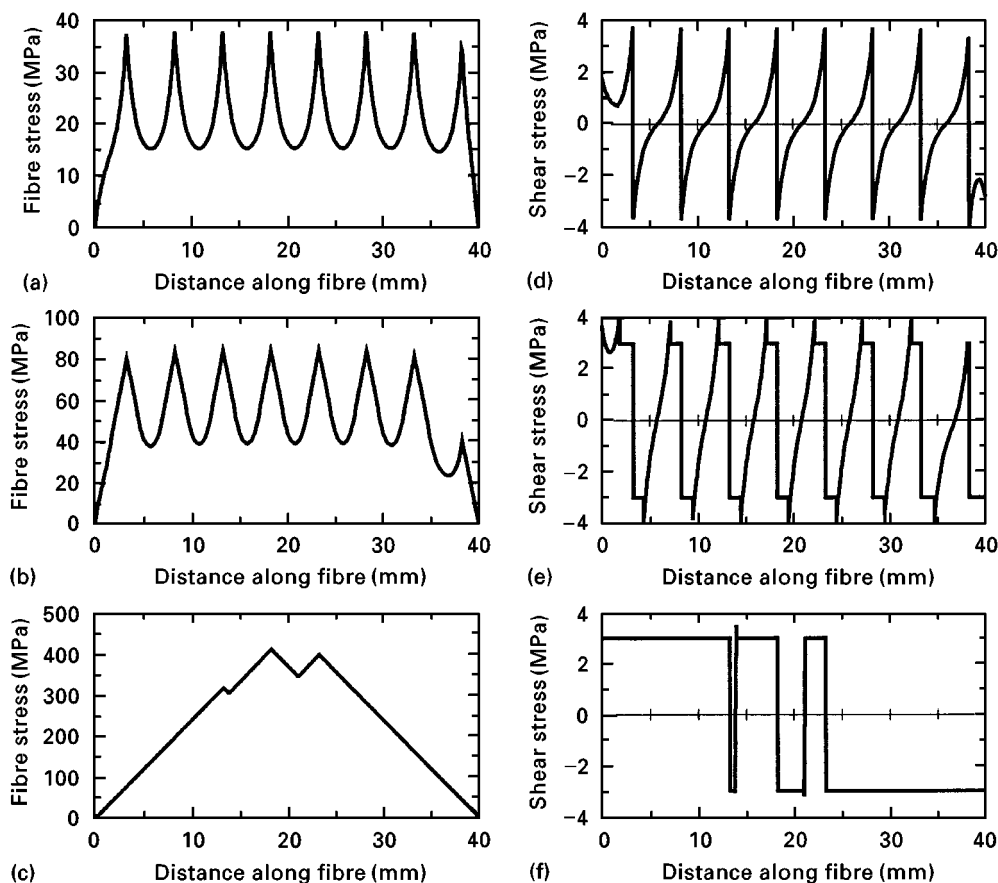 40
30
20
10
0
Fibre stress (MPa)
0 10 20 30 40
(a) Distance along fibre (mm)
4
2
0
−2
−4
Shear stress (MPa)
0 10 20 30 40
(d) Distance along fibre (mm)
100
80
60
40
20
0
Fibre stress (MPa)
0 10 20 30 40
(b) Distance along fibre (mm)
4
2
0
−2
−4
Shear stress (MPa)
0 10 20 30 40
(e) Distance along fibre (mm)
500
400
300
200
100
0
Fibre stress (MPa)
0 10 20 30 40
(c) Distance along fibre (mm)
4
2
0
−2
−4
Shear stress (MPa)
0 10 20 30 40
(f) Distance along fibre (mm)